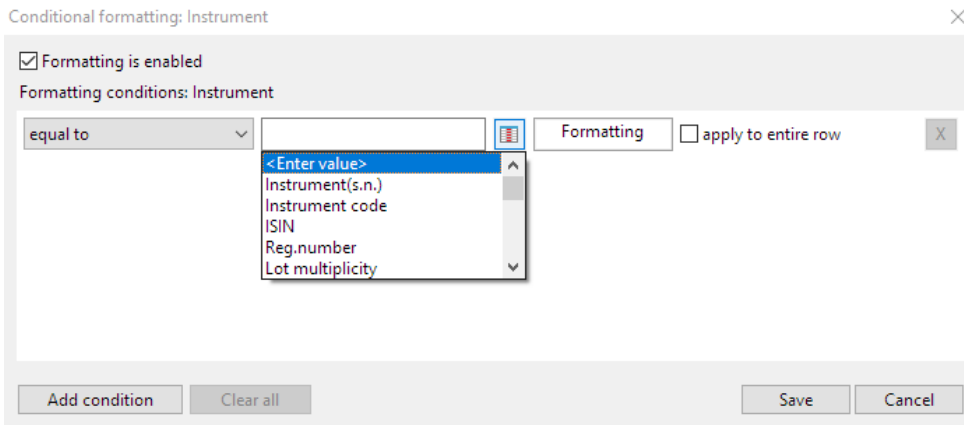 Conditional formatting: Instrument
Formatting is enabled
Formatting conditions: Instrument
equal to Formatting apply to entire row X
<Enter value>
Instrument(s.n.)
Instrument code
ISIN
Reg.number
Lot multiplicity
Add condition Clear all Save Cancel